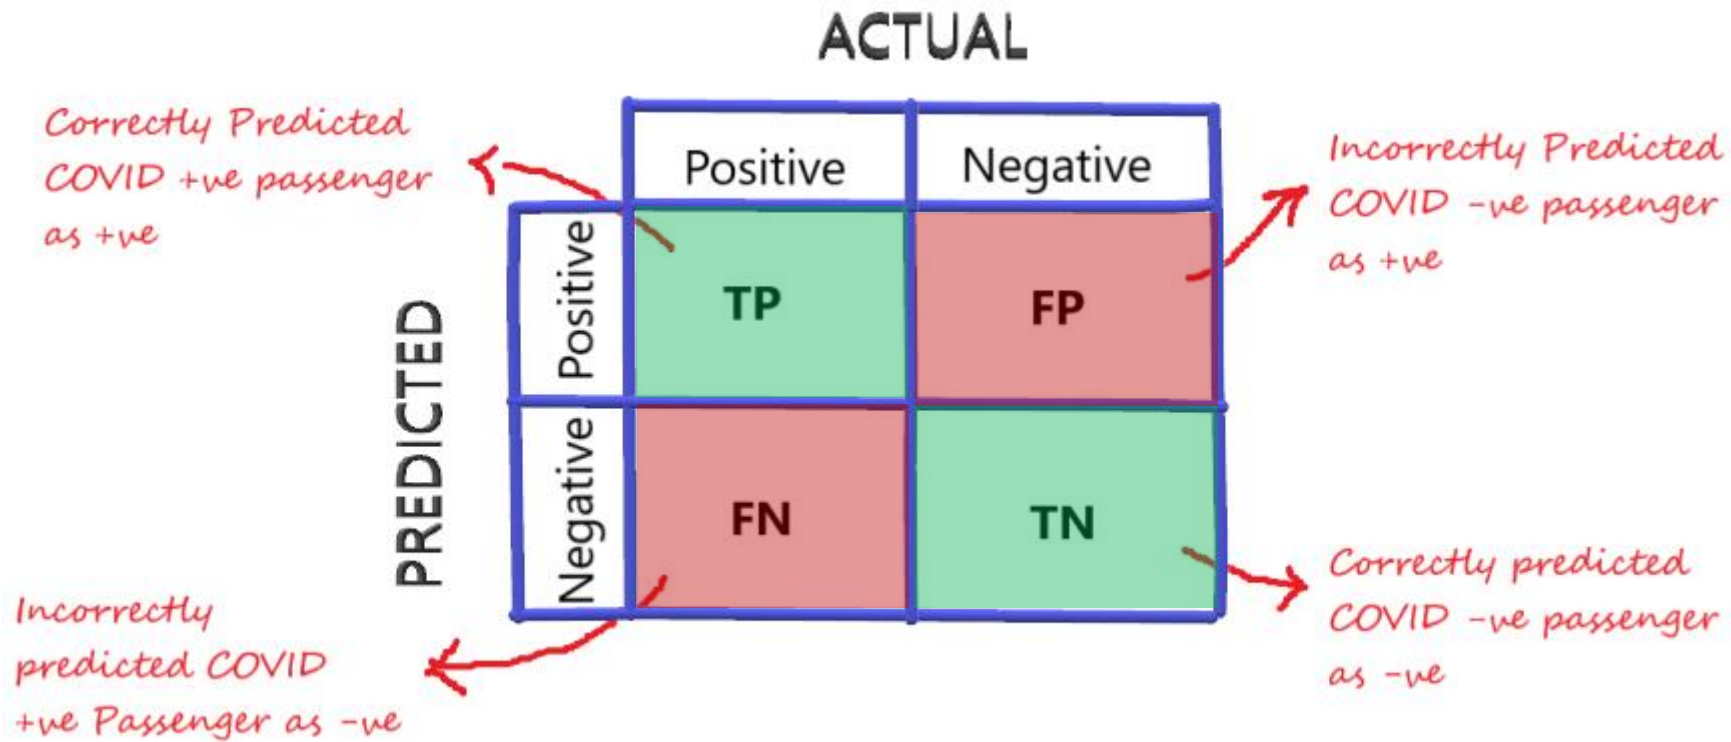 ACTUAL
Correctly Predicted
COVID +ve passenger
as +ve
Positive
Negative
Incorrectly Predicted
COVID -ve passenger
as +ve
PREDICTED
Positive
TP
FP
Negative
FN
TN
Incorrectly
predicted COVID
+ve Passenger as -ve
Correctly predicted
COVID -ve passenger
as -ve